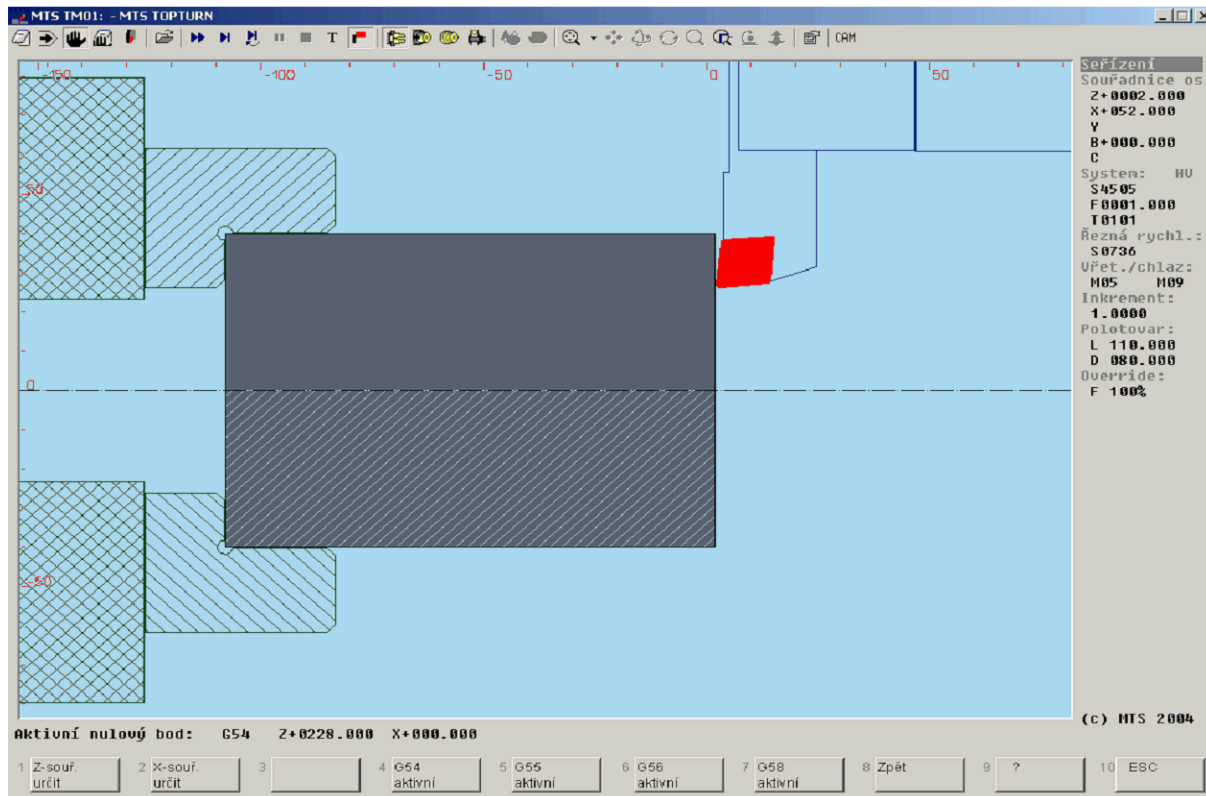 MTS TM01: - MTS TOPTURN
T
CAM
-150
-100
-50
0
50
50
0
-50
Seřízení
Souřadnice os
Z+0002.000
X+052.000
Y
B+000.000
C
System: HV
S4505
F0001.000
T0101
Řezná rychl.:
S0736
Vřet./chlaz:
M05 M09
Inkrement:
1.0000
Polotovar:
L 110.000
D 080.000
Override:
F 100%
(c) MTS 2004
Aktivní nulový bod: G54 Z+0228.000 X+000.000
1 Z-souř. určit
2 X-souř. určit
3
4 G54 aktivní
5 G55 aktivní
6 G56 aktivní
7 G58 aktivní
8 Zpět
9 ?
10 ESC